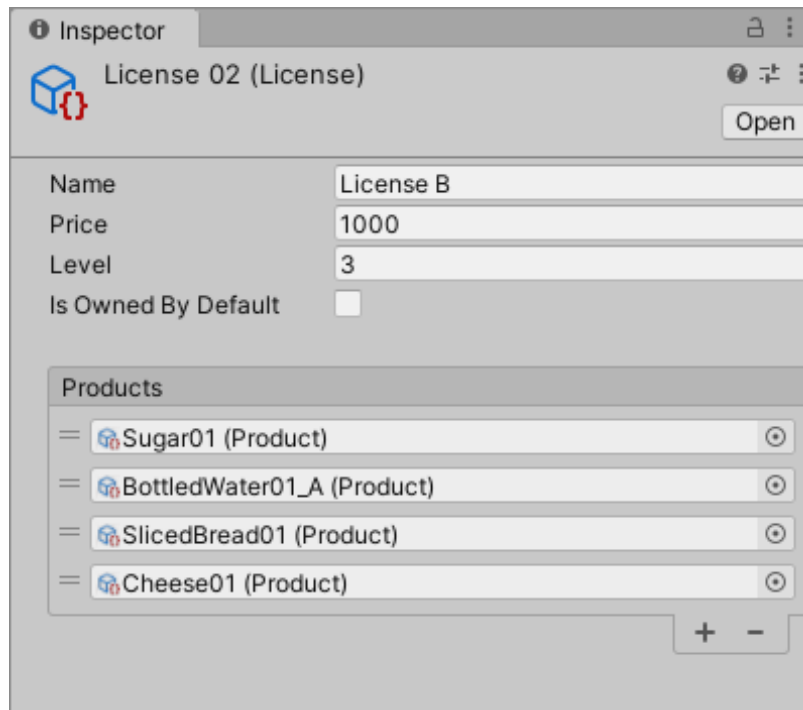 Inspector
License 02 (License)
Open
Name License B
Price 1000
Level 3
Is Owned By Default
Products
Sugar01 (Product)
BottledWater01_A (Product)
SlicedBread01 (Product)
Cheese01 (Product)